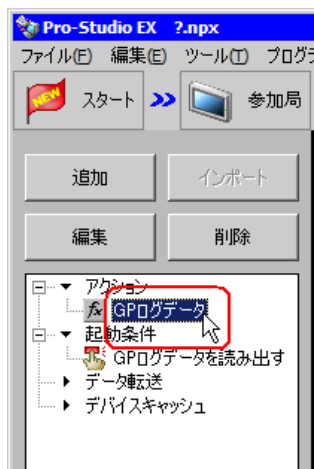 Pro-Studio EX ?.npx
ファイル(F) 編集(E) ツール(T) プログラ
NEW スタート 参加局
追加 インポート
編集 削除
アクション
fx GPログデータ
起動条件
GPログデータを読み出す
データ転送
デバイスキャッシュ